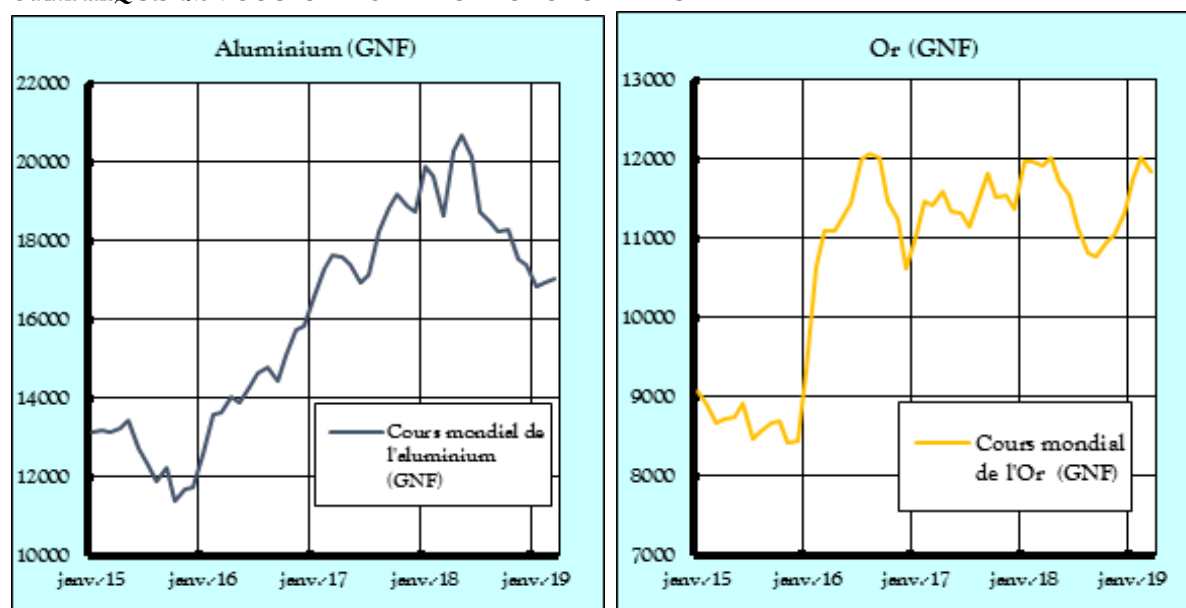 Aluminium (GNF)
22000
20000
18000
16000
14000
12000
10000
janv.-15 janv.-16 janv.-17 janv.-18 janv.-19
Cours mondial de
l'aluminium
(GNF)
Or (GNF)
13000
12000
11000
10000
9000
8000
7000
janv.-15 janv.-16 janv.-17 janv.-18 janv.-19
Cours mondial
de l'Or (GNF)